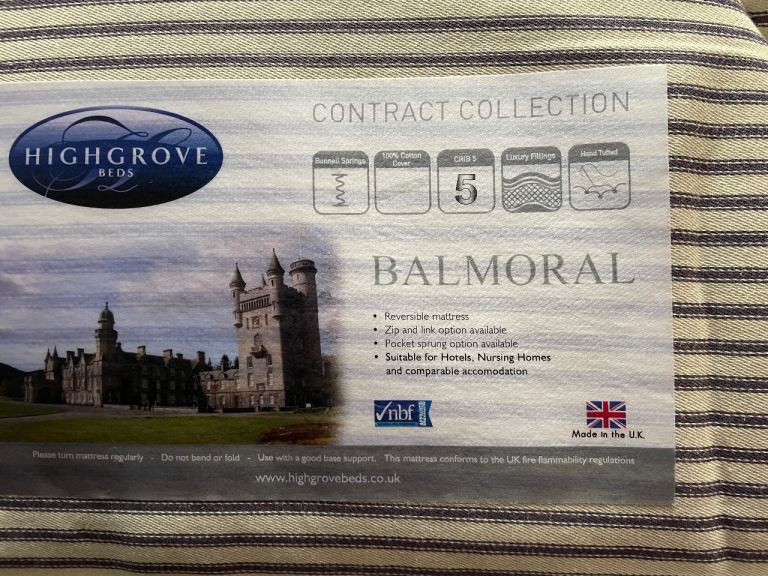 CONTRACT COLLECTION
HIGHGROVE
BEDS
Bonnell Springs
100% Cotton
Cover
CRIB 5
5
Luxury Fillings
Hand Tufted
BALMORAL
• Reversible mattress
• Zip and link option available
• Pocket sprung option available
• Suitable for Hotels, Nursing Homes
and comparable accomodation
nbf
Made in the U.K.
Please turn mattress regularly - Do not bend or fold - Use with a good base support. This mattress conforms to the UK fire flammability regulations
www.highgrovebeds.co.uk